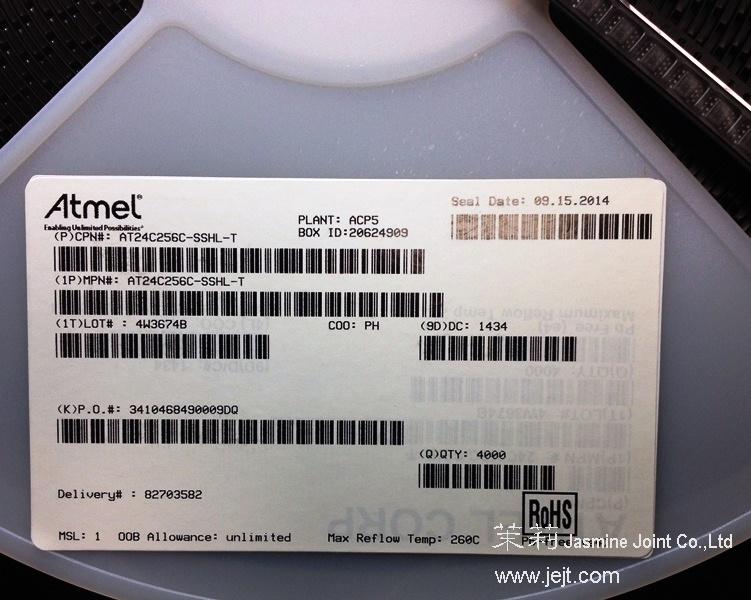 Atmel®
Enabling Unlimited Possibilities®
Seal Date: 09.15.2014
PLANT: ACP5
BOX ID:20624909
(P)CPN#: AT24C256C-SSHL-T
(1P)MPN#: AT24C256C-SSHL-T
(1T)LOT# : 4W3674B
COO: PH
(9D)DC: 1434
(K)P.O.#: 3410468490009DQ
(Q)QTY: 4000
Delivery# : 82703582
RoHS
MSL: 1 OOB Allowance: unlimited
Max Reflow Temp: 260C
茉莉 Jasmine Joint Co.,Ltd
www.jejt.com